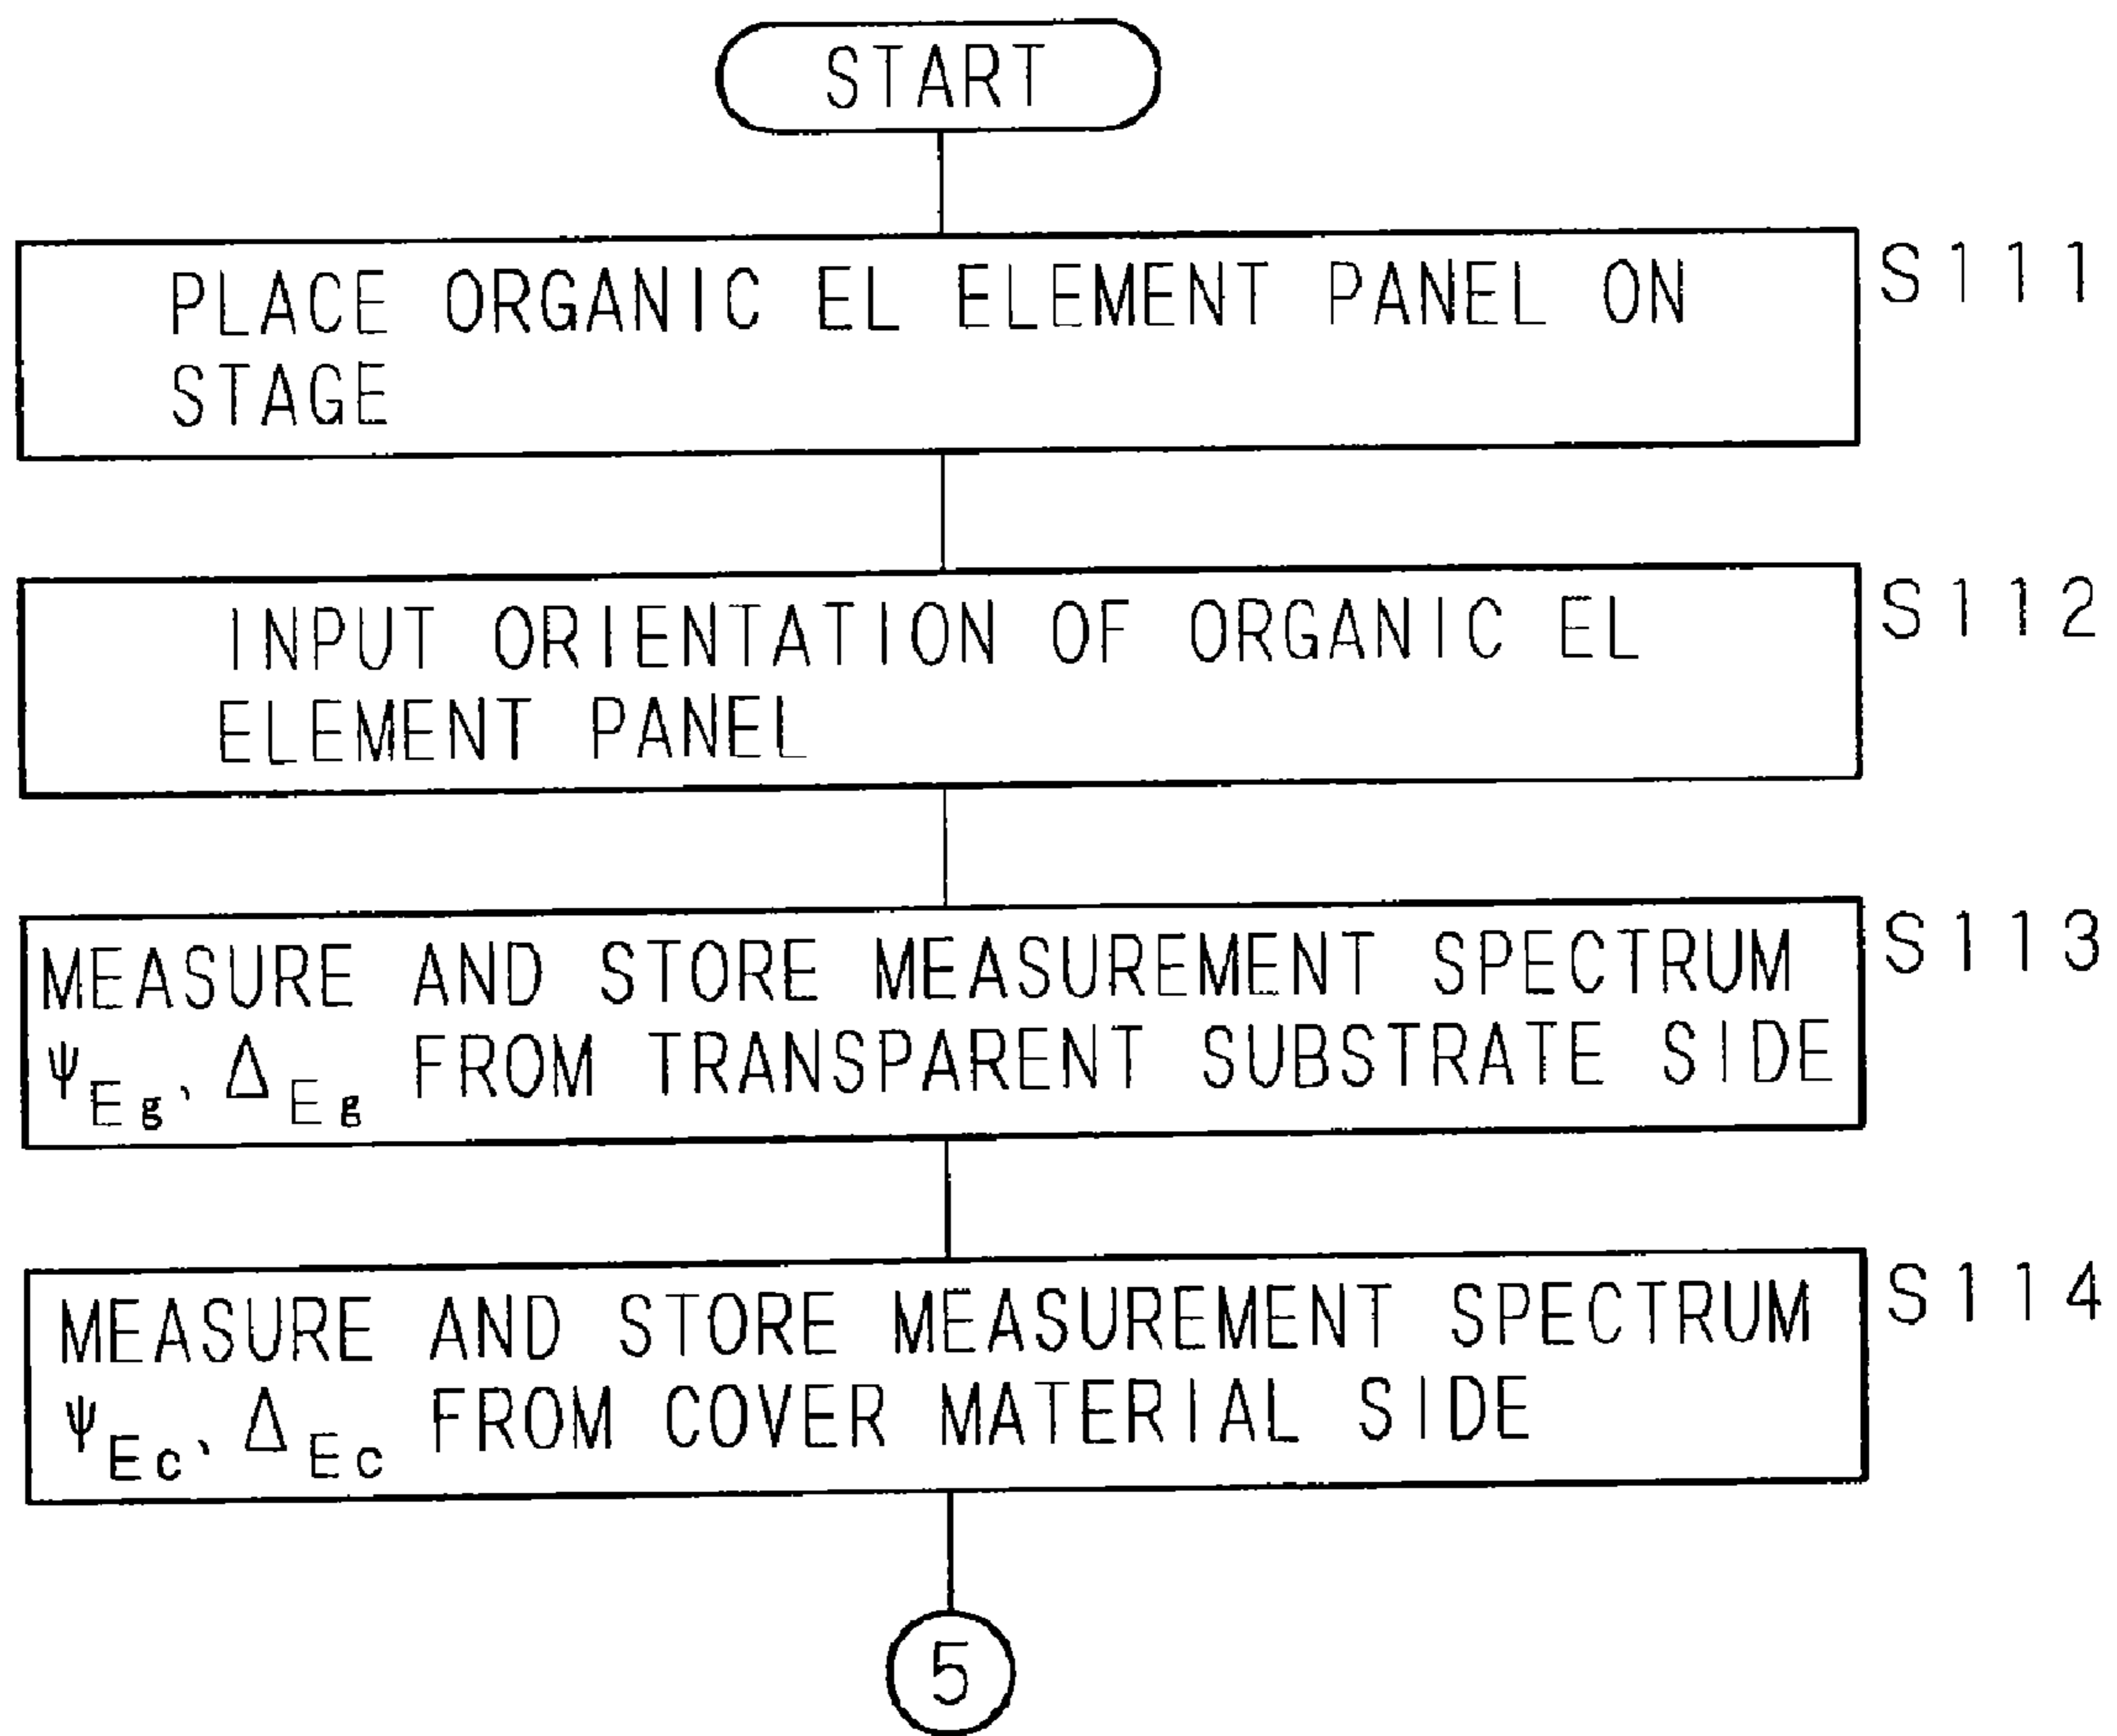 START
PLACE ORGANIC EL ELEMENT PANEL ON S111
STAGE
INPUT ORIENTATION OF ORGANIC EL S112
ELEMENT PANEL
MEASURE AND STORE MEASUREMENT SPECTRUM S113
ψEg、ΔEg FROM TRANSPARENT SUBSTRATE SIDE
MEASURE AND STORE MEASUREMENT SPECTRUM S114
ψEc、ΔEc FROM COVER MATERIAL SIDE
5